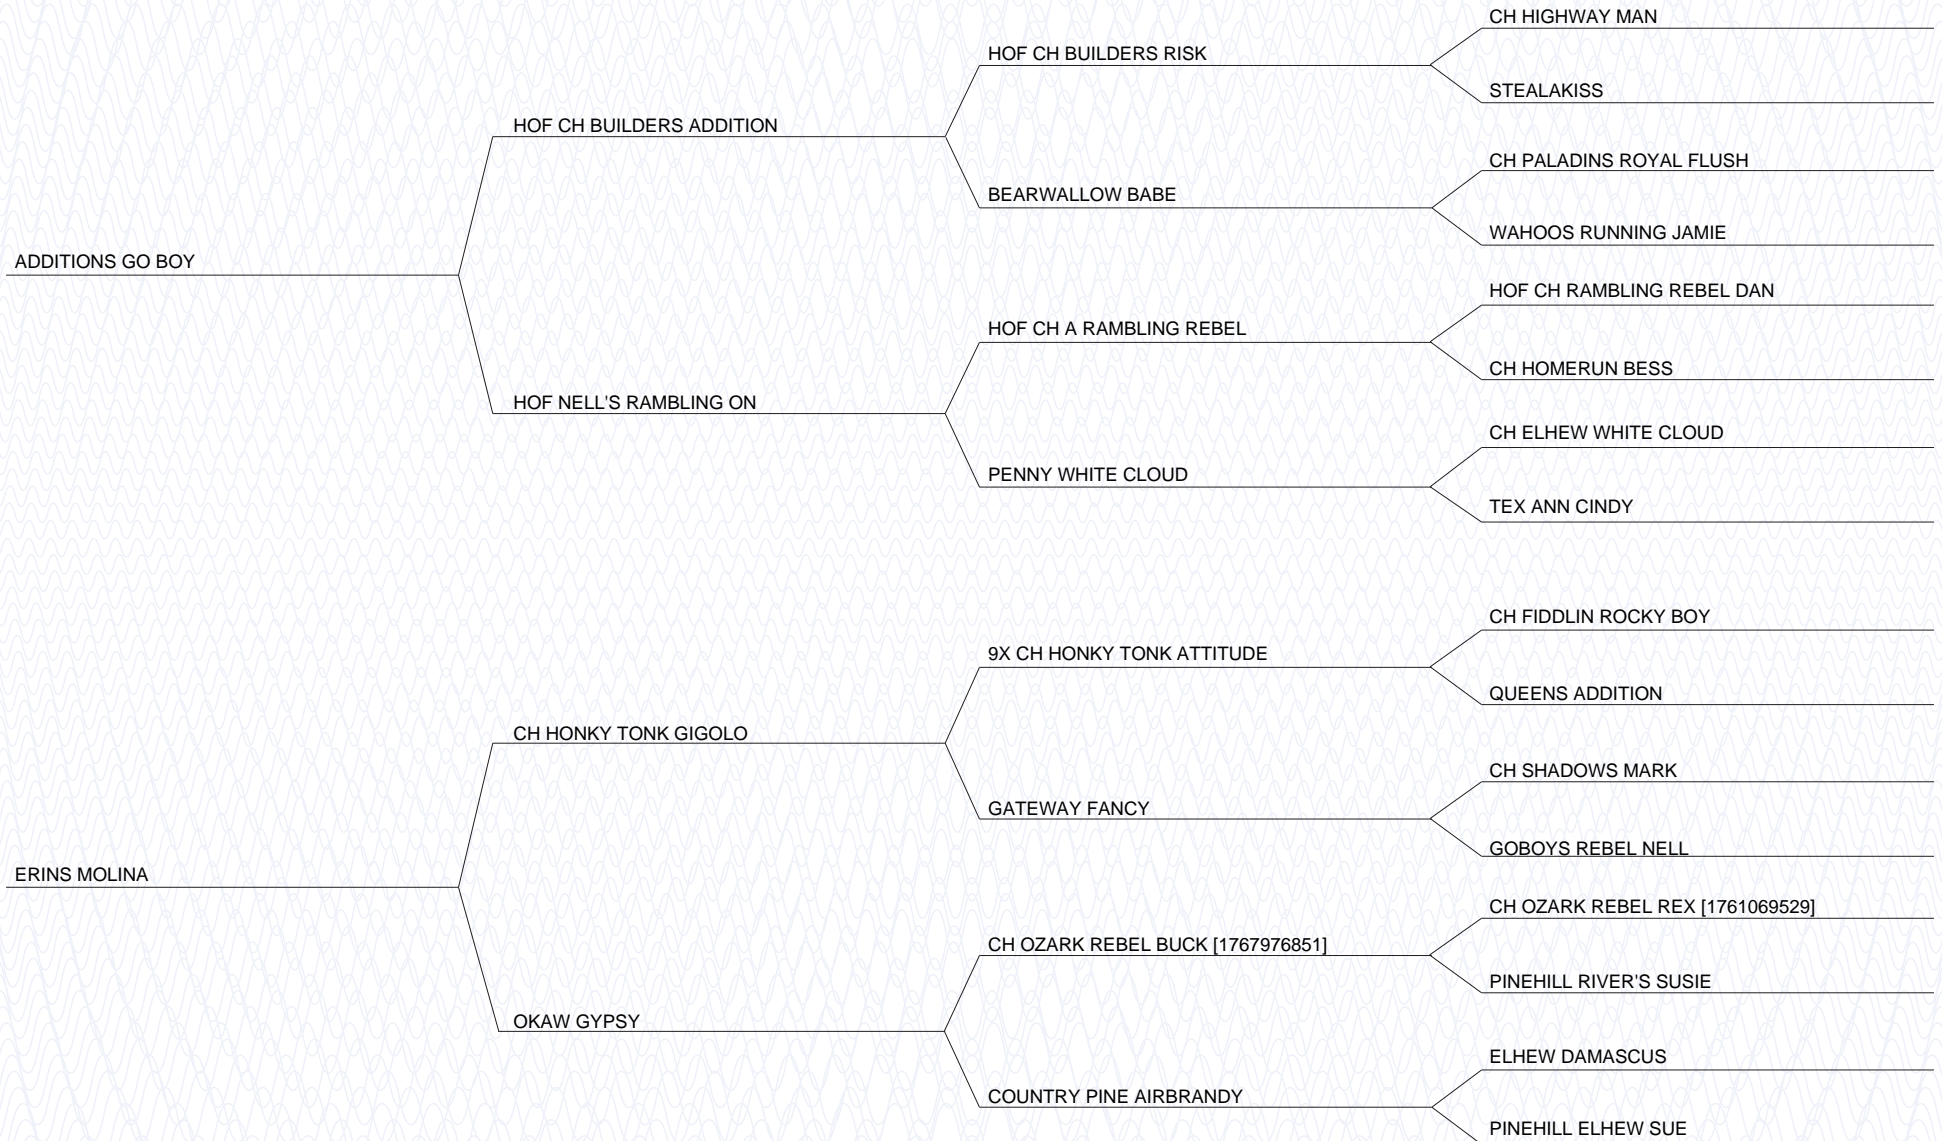 CH HIGHWAY MAN
HOF CH BUILDERS RISK
STEALAKISS
HOF CH BUILDERS ADDITION
CH PALADINS ROYAL FLUSH
BEARWALLOW BABE
WAHOOS RUNNING JAMIE
ADDITIONS GO BOY
HOF CH RAMBLING REBEL DAN
HOF CH A RAMBLING REBEL
CH HOMERUN BESS
HOF NELL'S RAMBLING ON
CH ELHEW WHITE CLOUD
PENNY WHITE CLOUD
TEX ANN CINDY
CH FIDDLIN ROCKY BOY
9X CH HONKY TONK ATTITUDE
QUEENS ADDITION
CH HONKY TONK GIGOLO
CH SHADOWS MARK
GATEWAY FANCY
GOBOYS REBEL NELL
ERINS MOLINA
CH OZARK REBEL REX [1761069529]
CH OZARK REBEL BUCK [1767976851]
PINEHILL RIVER'S SUSIE
OKAW GYPSY
ELHEW DAMASCUS
COUNTRY PINE AIRBRANDY
PINEHILL ELHEW SUE